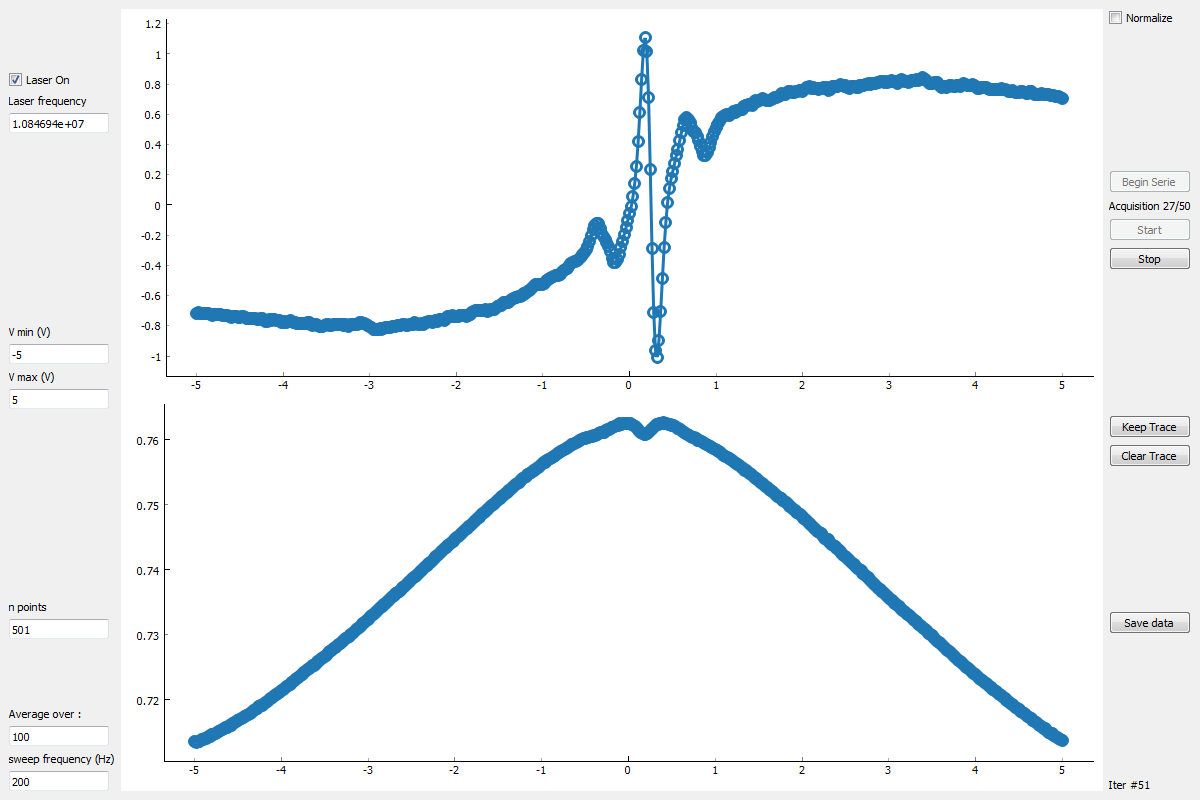 Laser On
Laser frequency
1.084694e+07
V min (V)
-5
V max (V)
5
n points
501
Average over :
100
sweep frequency (Hz)
200
1.2
1
0.8
0.6
0.4
0.2
0
-0.2
-0.4
-0.6
-0.8
-1
-5 -4 -3 -2 -1 0 1 2 3 4 5
0.76
0.75
0.74
0.73
0.72
-5 -4 -3 -2 -1 0 1 2 3 4 5
Normalize
Begin Serie
Acquisition 27/50
Start
Stop
Keep Trace
Clear Trace
Save data
Iter #51